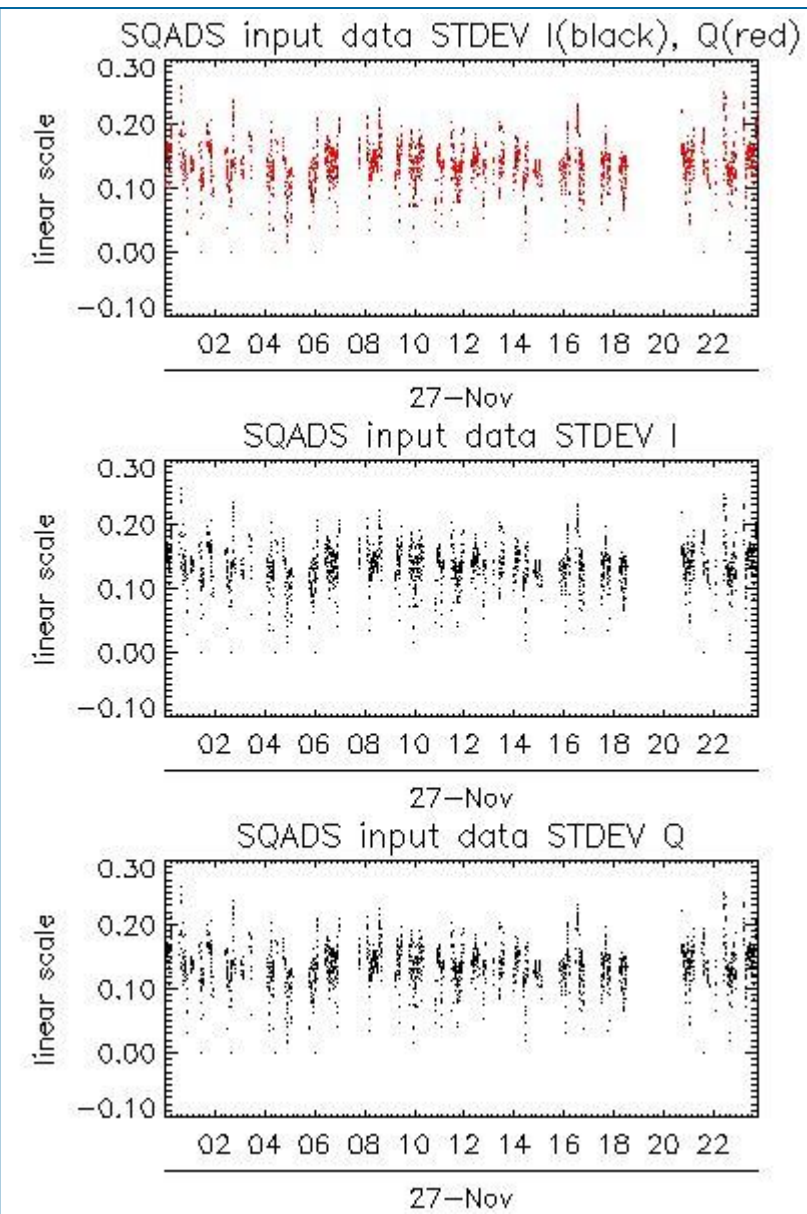 SQADS input data STDEV I(black), Q(red)
0.30
0.20
0.10
0.00
-0.10
linear scale
02 04 06 08 10 12 14 16 18 20 22
27-Nov
SQADS input data STDEV I
0.30
0.20
0.10
0.00
-0.10
linear scale
02 04 06 08 10 12 14 16 18 20 22
27-Nov
SQADS input data STDEV Q
0.30
0.20
0.10
0.00
-0.10
linear scale
02 04 06 08 10 12 14 16 18 20 22
27-Nov